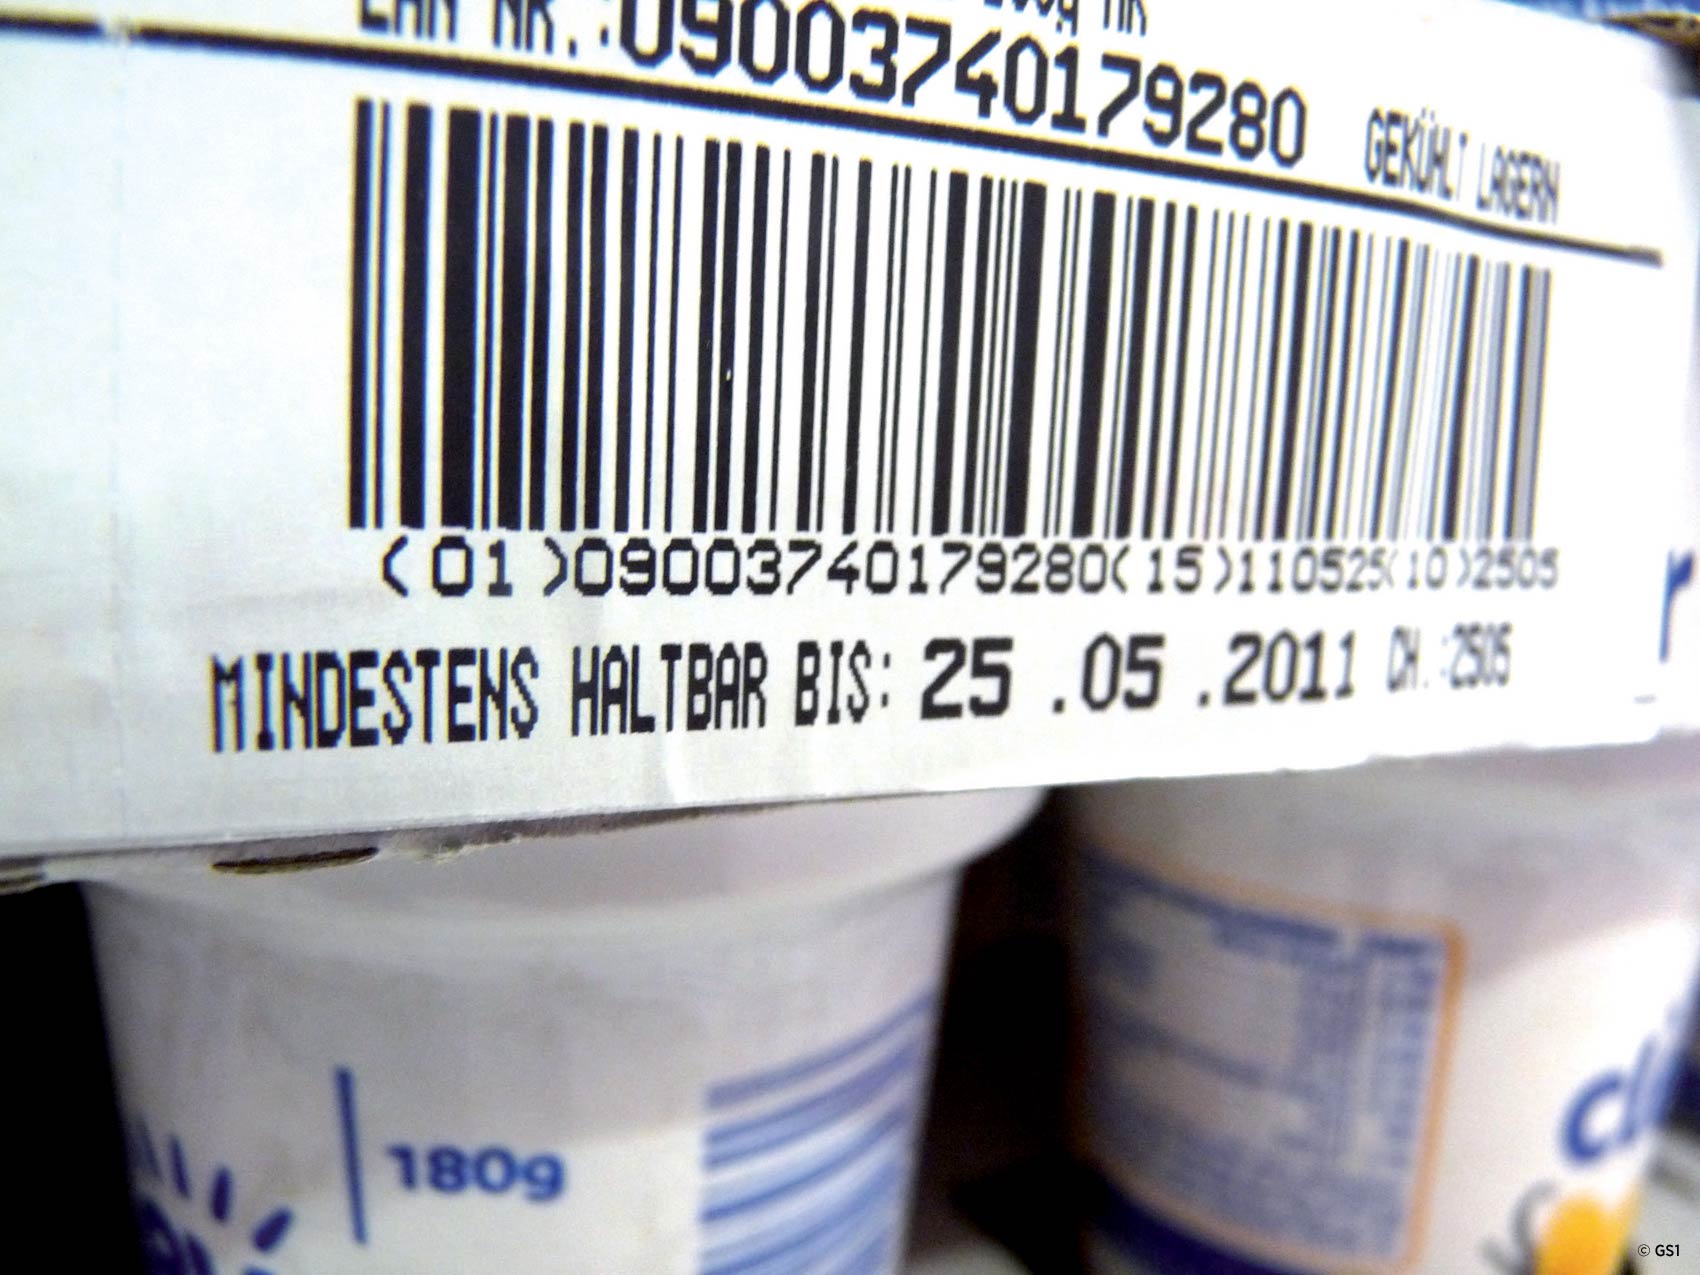 EAN NR.:09003740179280
GEKÜHLT LAGERN
(01)09003740179280(15)110525(10)2505
MINDESTENS HALTBAR BIS: 25.05.2011 CH.:2505
180g
© GS1